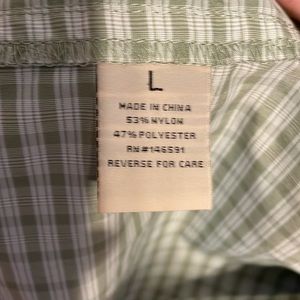 L
MADE IN CHINA
53% NYLON
47% POLYESTER
RN#146591
REVERSE FOR CARE